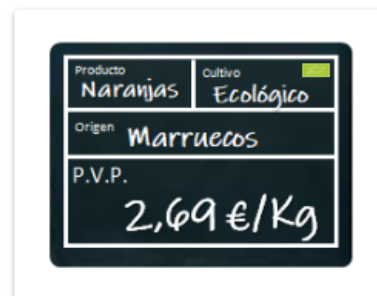 Producto
Naranjas
Cultivo
Ecológico
Origen
Marruecos
P.V.P.
2,69 €/Kg